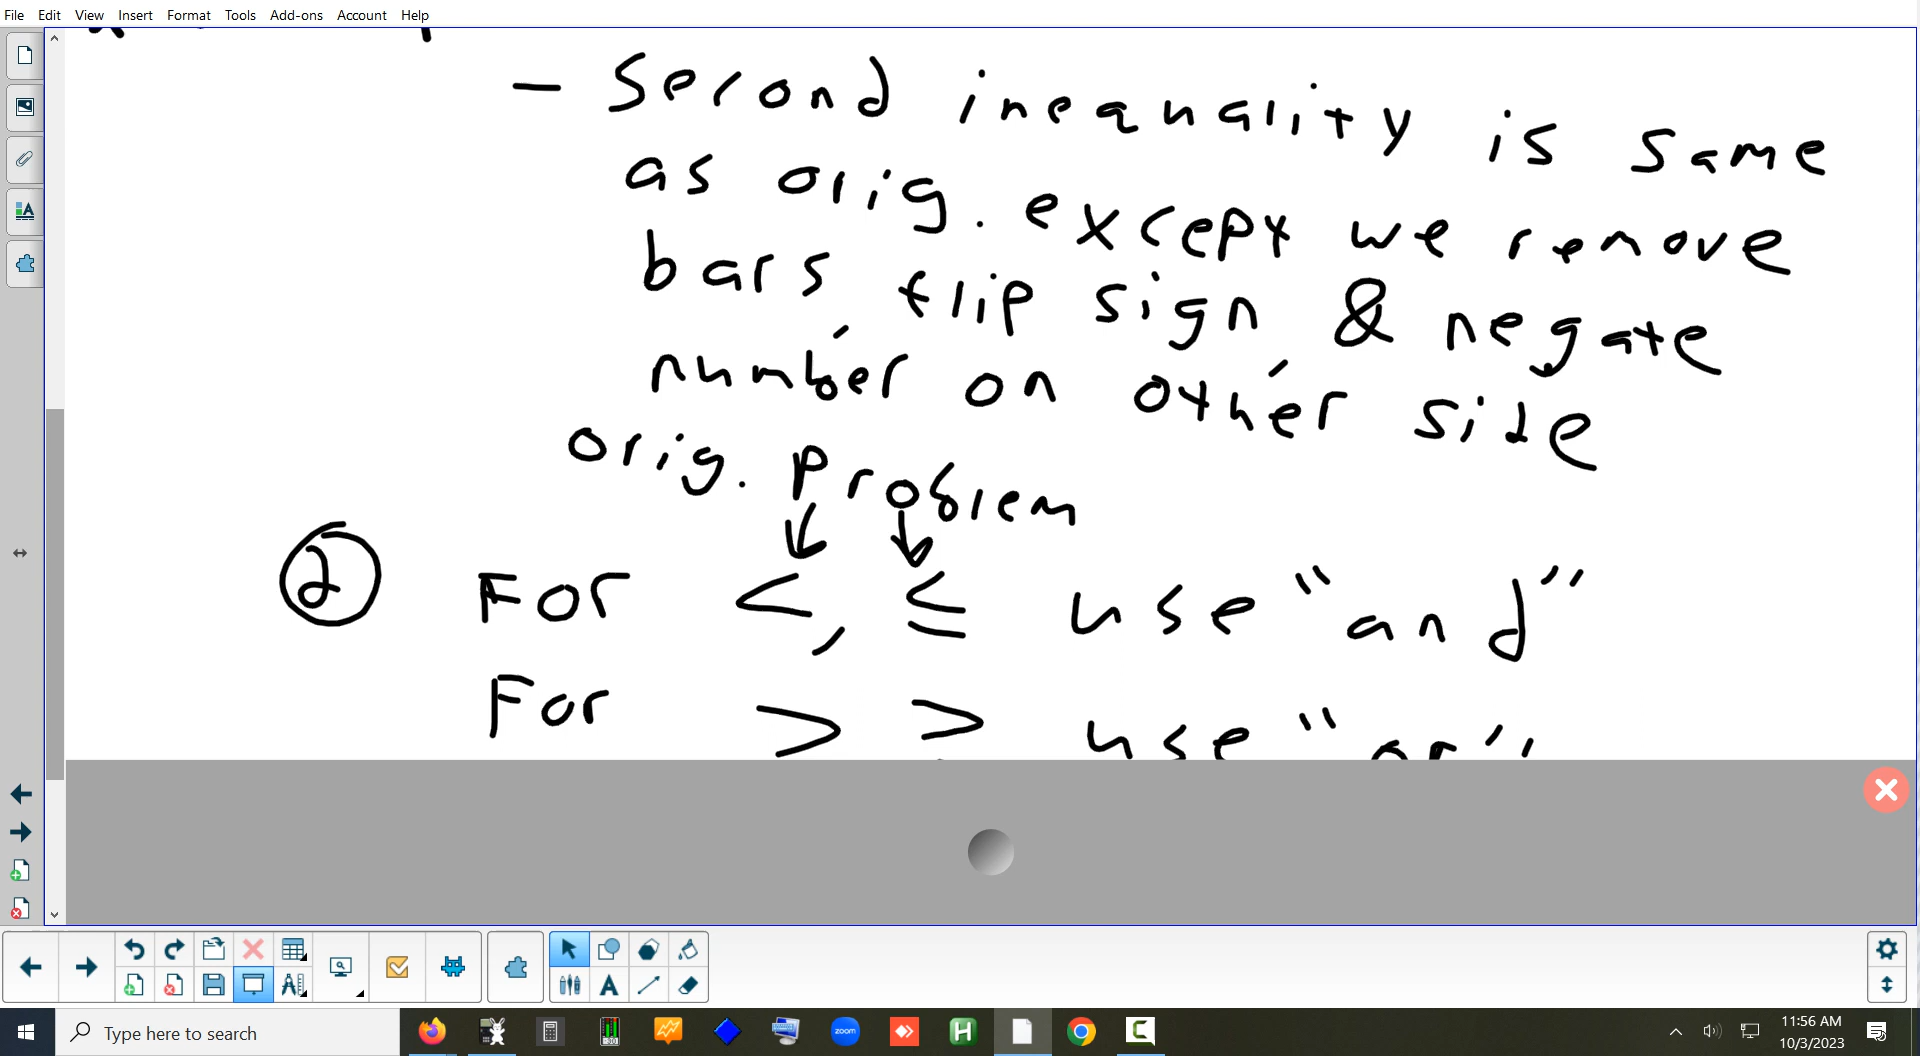 File Edit View Insert Format Tools Add-ons Account Help
- Second inequality is same
as orig. except we remove
bars, flip sign, & negate
number on other side
orig. problem
② For <, ≤ use "and"
For > ≥ use "or"
Type here to search
zoom
11:56 AM
10/3/2023